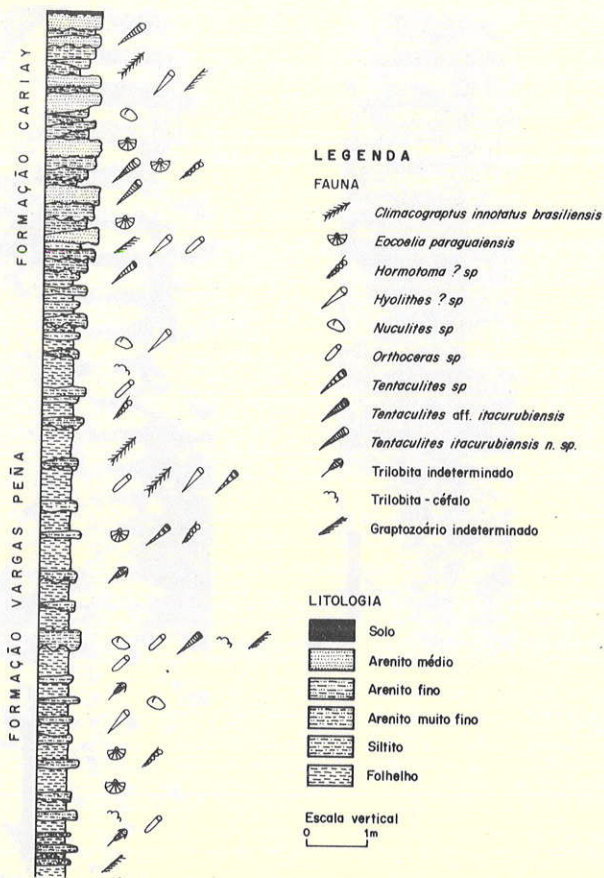 FORMAÇÃO CARIAY
FORMAÇÃO VARGAS PEÑA
LEGENDA
FAUNA
Climacograptus innotatus brasiliensis
Eocoelia paraguaiensis
Hormotoma ? sp
Hyolithes ? sp
Nuculites sp
Orthoceras sp
Tentaculites sp
Tentaculites aff. itacurubiensis
Tentaculites itacurubiensis n. sp.
Trilobita indeterminado
Trilobita - céfalo
Graptozoário indeterminado
LITOLOGIA
Solo
Arenito médio
Arenito fino
Arenito muito fino
Siltito
Folhelho
Escala vertical
0 1m